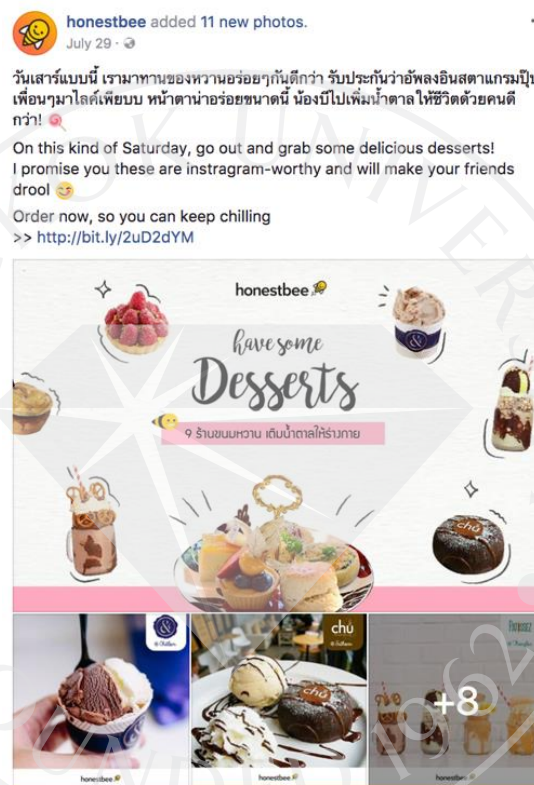 honestbee added 11 new photos.
July 29 ·
วันเสาร์แบบนี้ เรามาทานของหวานอร่อยๆกันดีกว่า รับประกันว่าอัพลงอินสตาแกรมปุ๊บ
เพื่อนๆมาไลค์เพียบบ หน้าตาน่าอร่อยขนาดนี้ น้องบีไปเพิ่มน้ำตาลให้ชีวิตด้วยคนดี
กว่า!
On this kind of Saturday, go out and grab some delicious desserts!
I promise you these are instragram-worthy and will make your friends
drool
Order now, so you can keep chilling
>> http://bit.ly/2uD2dYM
honestbee
have some
Desserts
9 ร้านขนมหวาน เติมน้ำตาลให้ร่างกาย
&
chú
&
chú
chú
+8
honestbee
honestbee
honestbee
1962